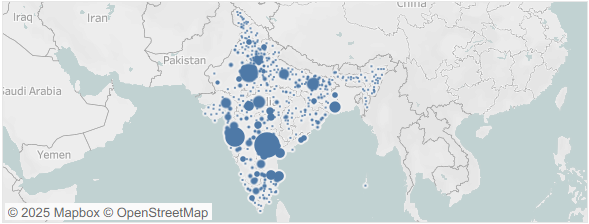 China
Iraq
Iran
Pakistan
Saudi Arabia
Yemen
© 2025 Mapbox © OpenStreetMap